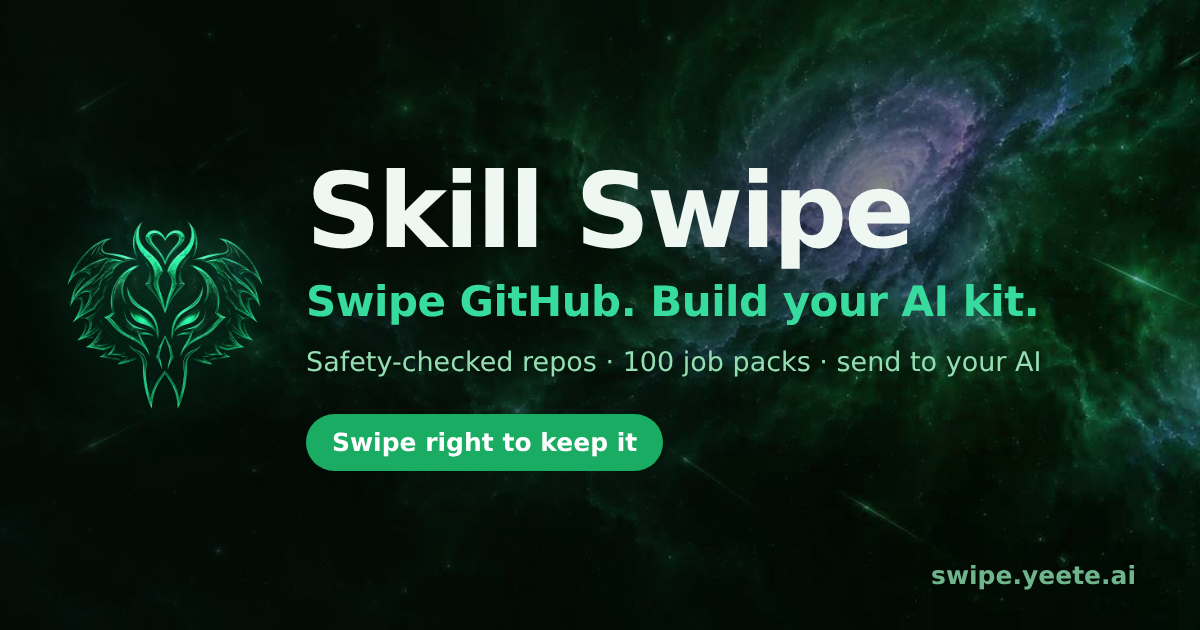 Skill Swipe
Swipe GitHub. Build your AI kit.
Safety-checked repos · 100 job packs · send to your AI
Swipe right to keep it
swipe.yeete.ai